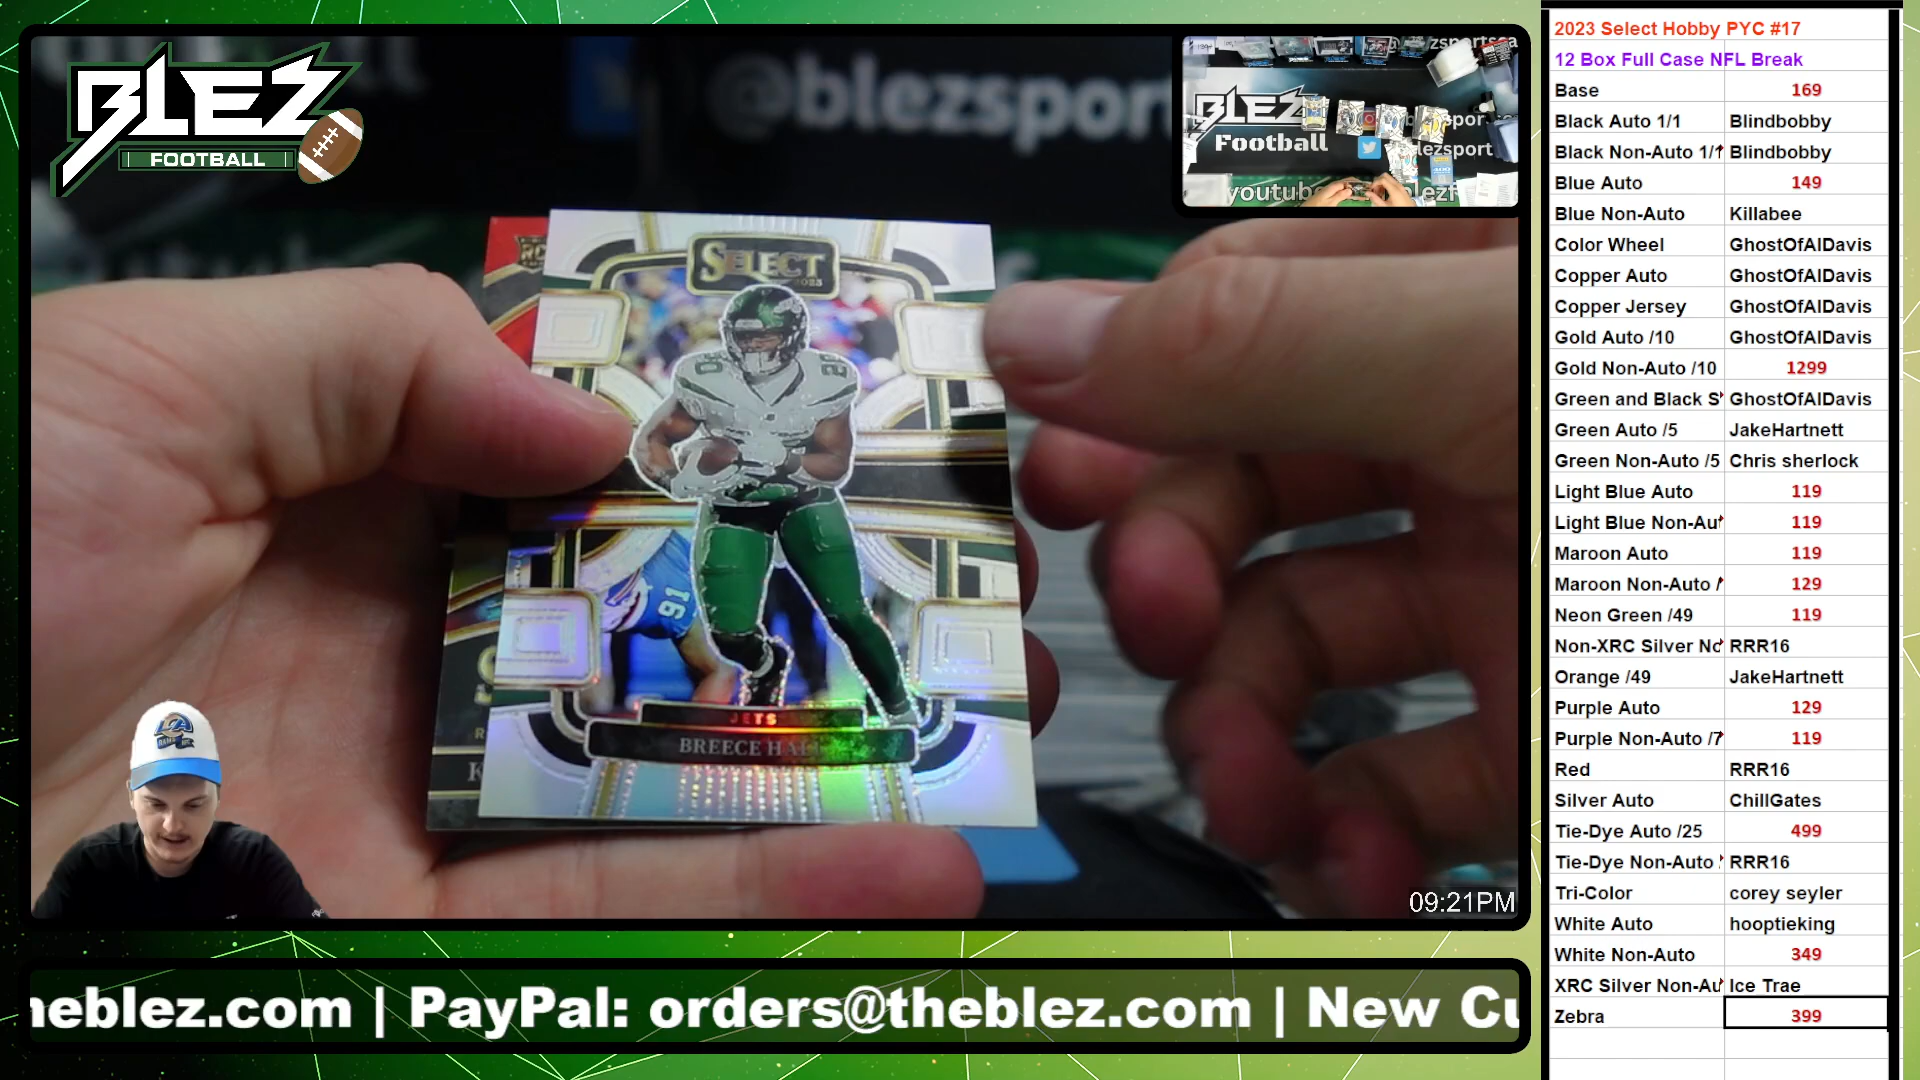 BLEZ
FOOTBALL
@blezspor
SELECT
2023
RC
20
91
JETS
BREECE HALL
K
BLEZ
Football
youtube
09:21PM
heblez.com | PayPal: orders@theblez.com | New Cu
2023 Select Hobby PYC #17
12 Box Full Case NFL Break
Base 169
Black Auto 1/1 Blindbobby
Black Non-Auto 1/1 Blindbobby
Blue Auto 149
Blue Non-Auto Killabee
Color Wheel GhostOfAlDavis
Copper Auto GhostOfAlDavis
Copper Jersey GhostOfAlDavis
Gold Auto /10 GhostOfAlDavis
Gold Non-Auto /10 1299
Green and Black S GhostOfAlDavis
Green Auto /5 JakeHartnett
Green Non-Auto /5 Chris sherlock
Light Blue Auto 119
Light Blue Non-Au 119
Maroon Auto 119
Maroon Non-Auto / 129
Neon Green /49 119
Non-XRC Silver No RRR16
Orange /49 JakeHartnett
Purple Auto 129
Purple Non-Auto /7 119
Red RRR16
Silver Auto ChillGates
Tie-Dye Auto /25 499
Tie-Dye Non-Auto RRR16
Tri-Color corey seyler
White Auto hooptieking
White Non-Auto 349
XRC Silver Non-Au Ice Trae
Zebra 399